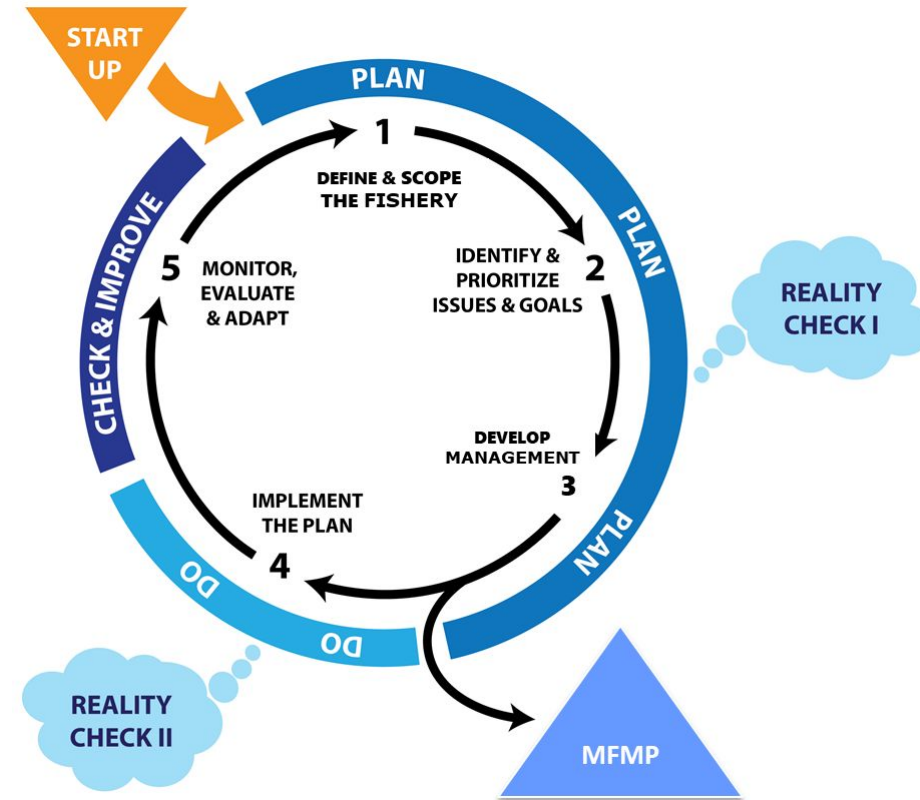 START
UP
PLAN
1
DEFINE & SCOPE
THE FISHERY
PLAN
IDENTIFY &
PRIORITIZE
ISSUES & GOALS
2
REALITY
CHECK I
DEVELOP
MANAGEMENT
3
PLAN
IMPLEMENT
THE PLAN
4
DO
DO
REALITY
CHECK II
MFMP
5
MONITOR,
EVALUATE
& ADAPT
CHECK & IMPROVE